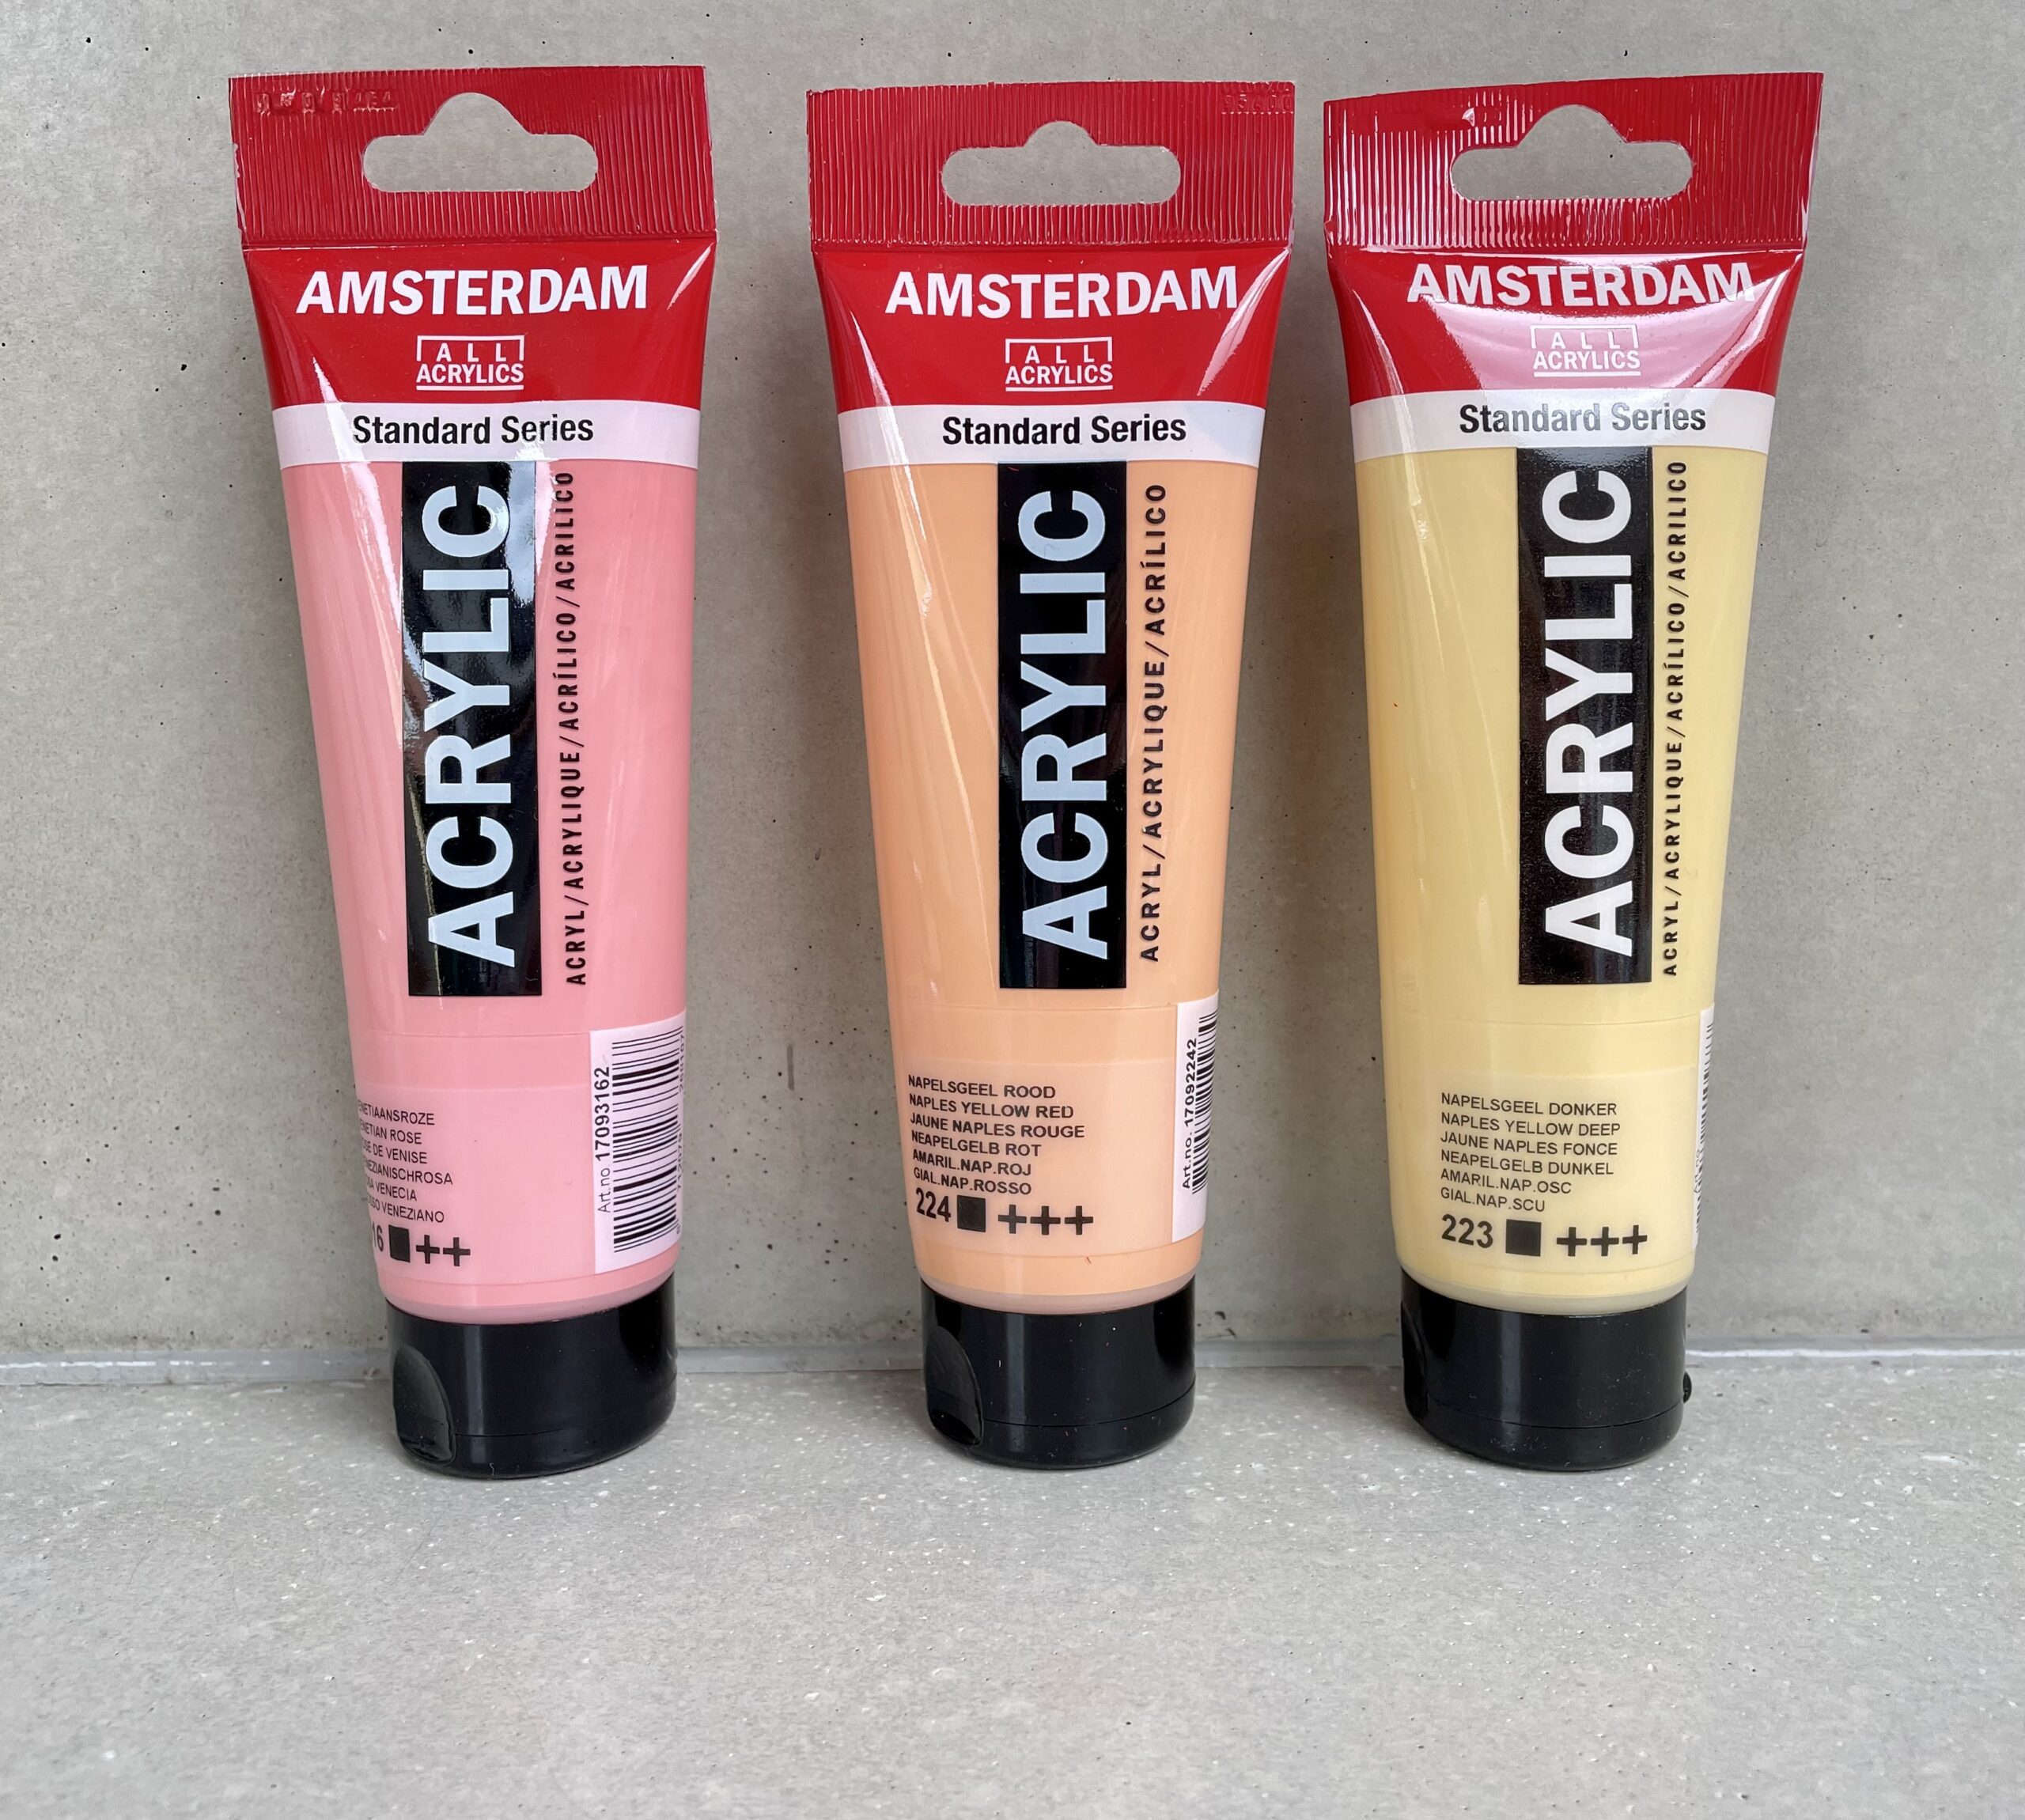 AMSTERDAM
ALL
ACRYLICS
Standard Series
ACRYLIC
ACRYL/ACRYLIQUE/ACRÍLICO/ACRILICO
ENETIAANSROZE
ENETIAN ROSE
SE DE VENISE
ENEZIANISCHROSA
SA VENECIA
OSO VENEZIANO
16 ++
Art.no. 17093162
AMSTERDAM
ALL
ACRYLICS
Standard Series
ACRYLIC
ACRYL/ACRYLIQUE/ACRÍLICO
NAPELSGEEL ROOD
NAPLES YELLOW RED
JAUNE NAPLES ROUGE
NEAPELGELB ROT
AMARIL.NAP.ROJ
GIAL.NAP.ROSSO
224 +++
Art.no. 17092242
AMSTERDAM
ALL
ACRYLICS
Standard Series
ACRYLIC
ACRYL/ACRYLIQUE/ACRÍLICO/ACRILICO
NAPELSGEEL DONKER
NAPLES YELLOW DEEP
JAUNE NAPLES FONCE
NEAPELGELB DUNKEL
AMARIL.NAP.OSC
GIAL.NAP.SCU
223 +++